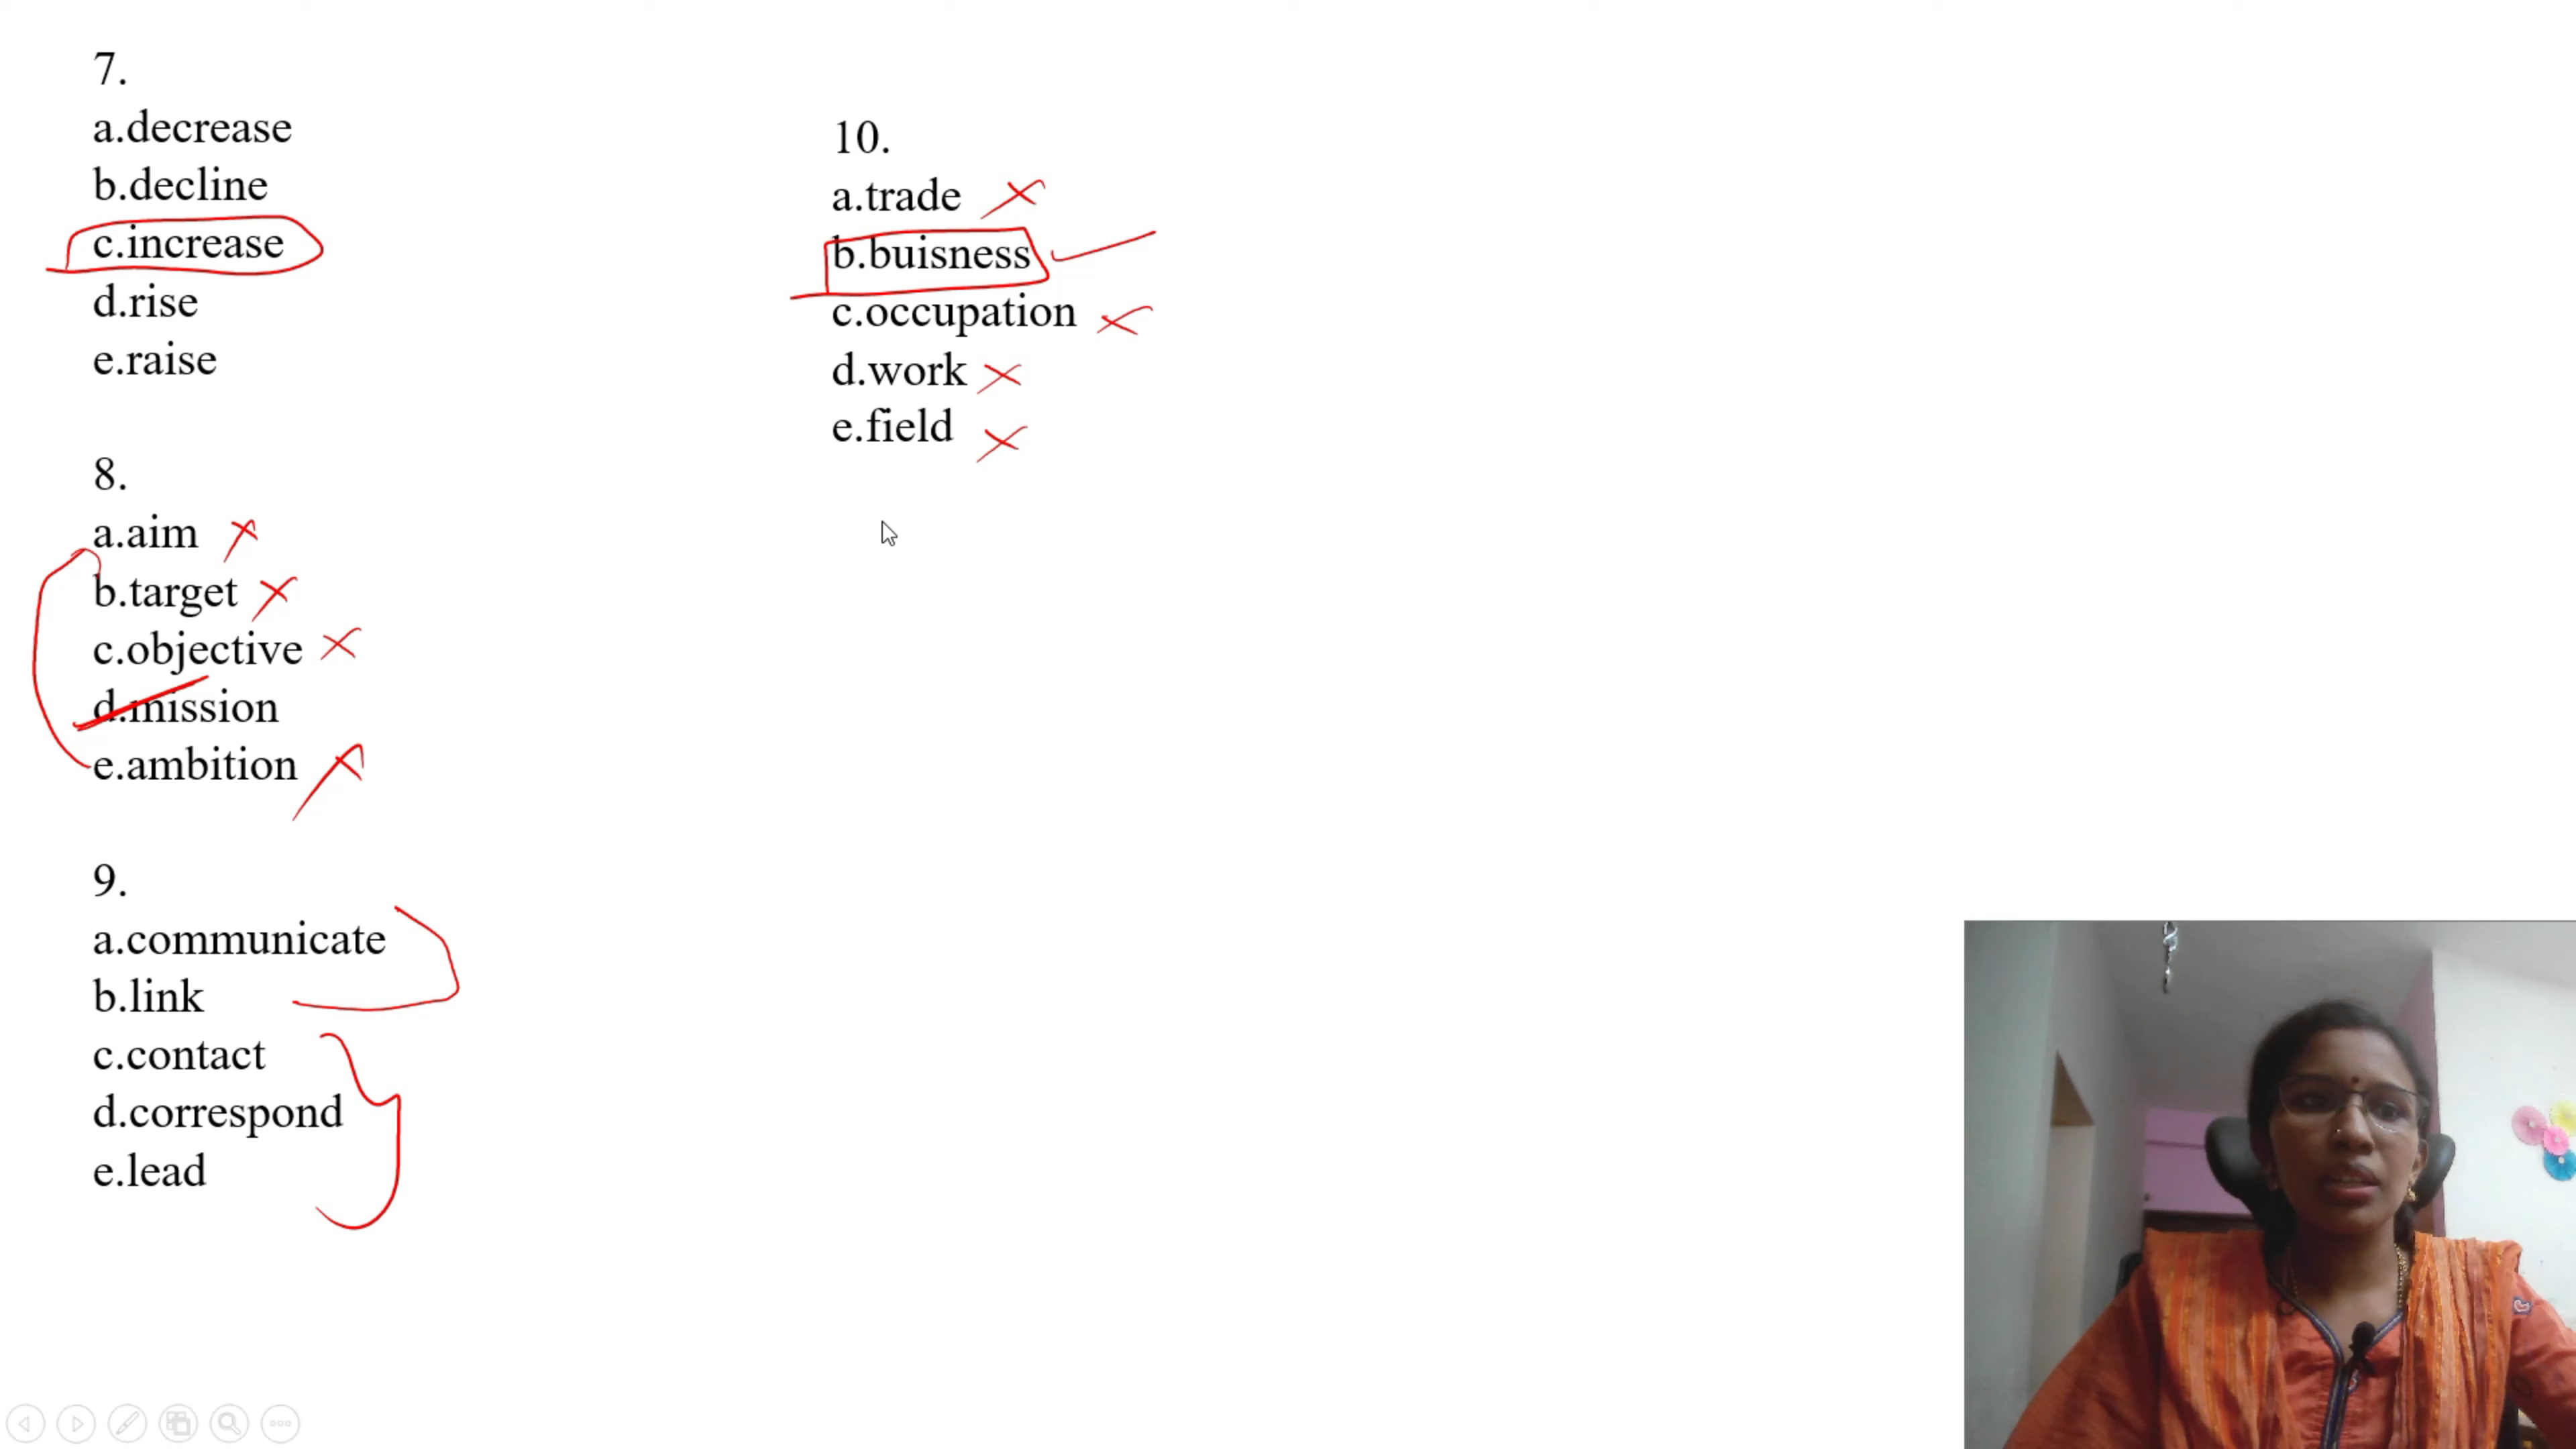 7.
a.decrease
b.decline
c.increase
d.rise
e.raise
8.
a.aim
b.target
c.objective
d.mission
e.ambition
9.
a.communicate
b.link
c.contact
d.correspond
e.lead
10.
a.trade
b.buisness
c.occupation
d.work
e.field